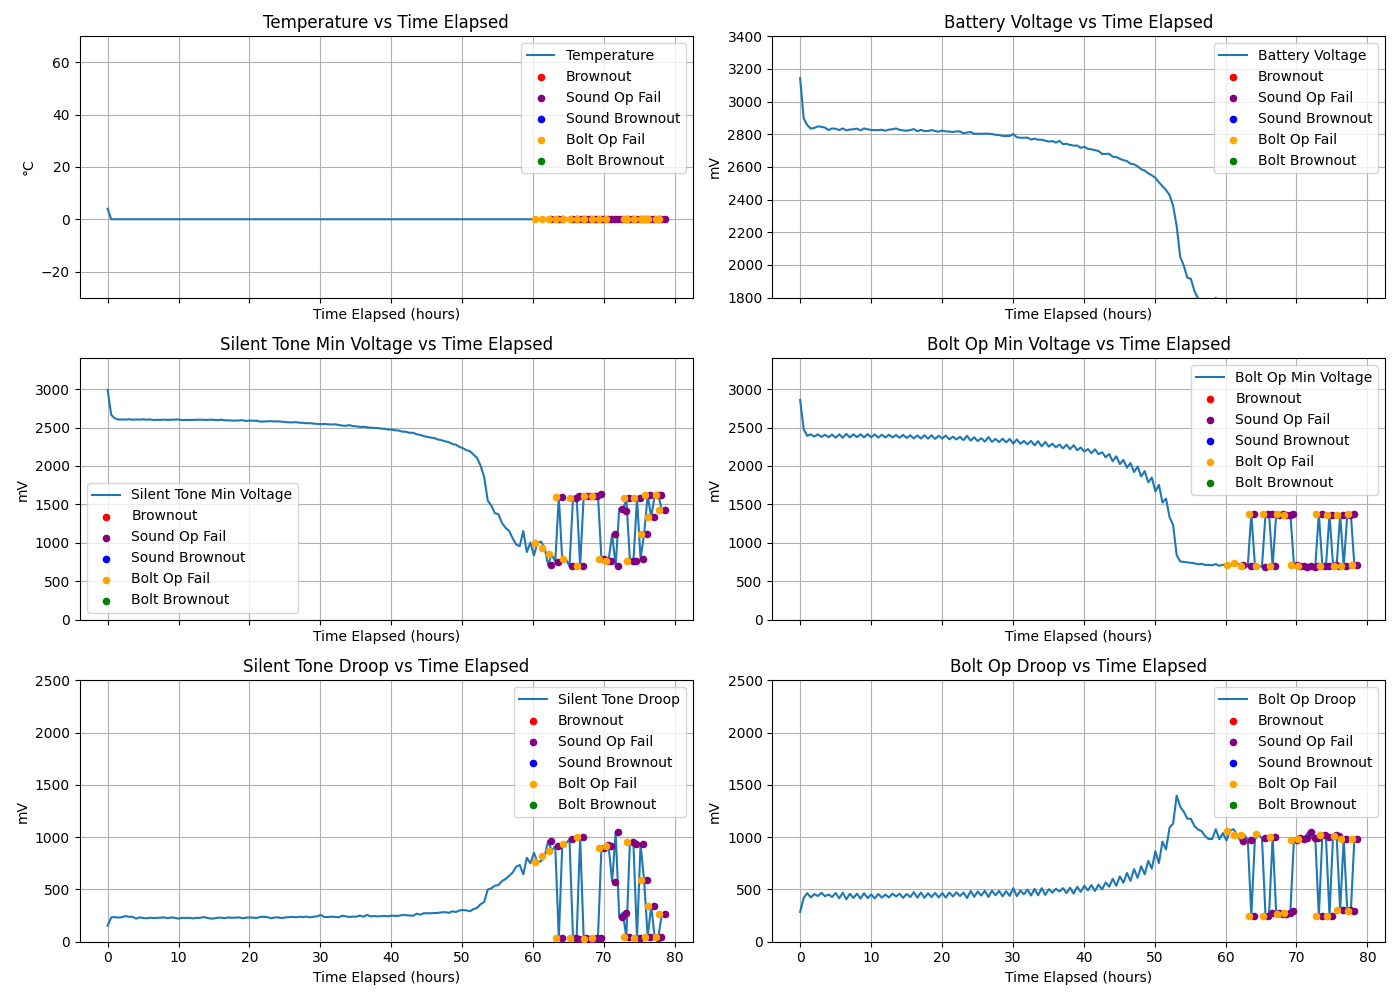 Temperature vs Time Elapsed
60
40
20
0
−20
°C
Time Elapsed (hours)
Temperature
Brownout
Sound Op Fail
Sound Brownout
Bolt Op Fail
Bolt Brownout
Battery Voltage vs Time Elapsed
3400
3200
3000
2800
2600
2400
2200
2000
1800
mV
Time Elapsed (hours)
Battery Voltage
Brownout
Sound Op Fail
Sound Brownout
Bolt Op Fail
Bolt Brownout
Silent Tone Min Voltage vs Time Elapsed
3000
2500
2000
1500
1000
500
0
mV
Time Elapsed (hours)
Silent Tone Min Voltage
Brownout
Sound Op Fail
Sound Brownout
Bolt Op Fail
Bolt Brownout
Bolt Op Min Voltage vs Time Elapsed
3000
2500
2000
1500
1000
500
0
mV
Time Elapsed (hours)
Bolt Op Min Voltage
Brownout
Sound Op Fail
Sound Brownout
Bolt Op Fail
Bolt Brownout
Silent Tone Droop vs Time Elapsed
2500
2000
1500
1000
500
0
mV
0 10 20 30 40 50 60 70 80
Time Elapsed (hours)
Silent Tone Droop
Brownout
Sound Op Fail
Sound Brownout
Bolt Op Fail
Bolt Brownout
Bolt Op Droop vs Time Elapsed
2500
2000
1500
1000
500
0
mV
0 10 20 30 40 50 60 70 80
Time Elapsed (hours)
Bolt Op Droop
Brownout
Sound Op Fail
Sound Brownout
Bolt Op Fail
Bolt Brownout